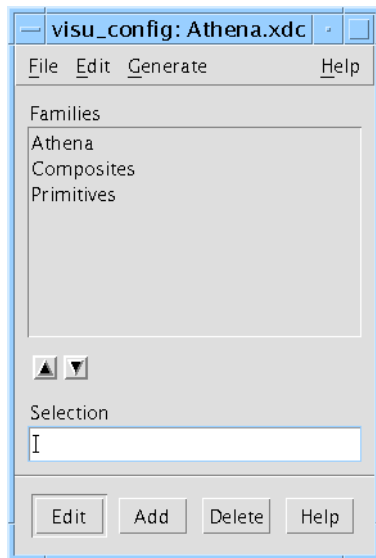 visu_config: Athena.xdc
File Edit Generate Help
Families
Athena
Composites
Primitives
Selection
Edit Add Delete Help